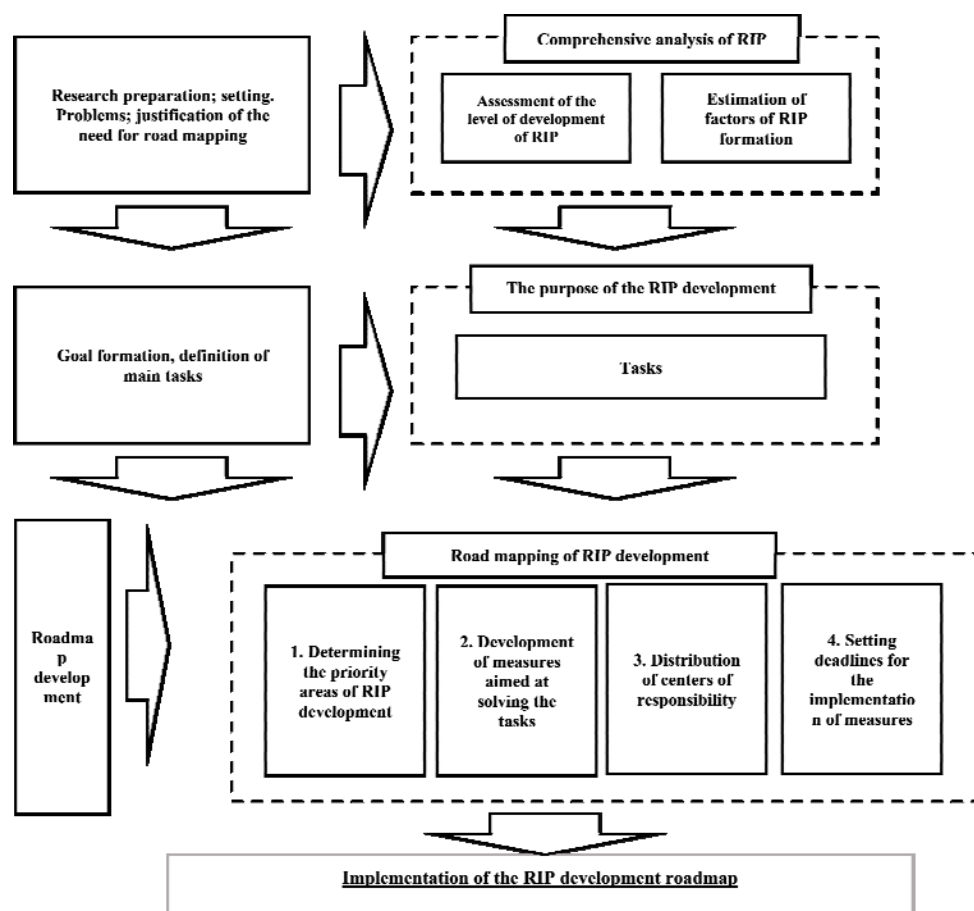 Comprehensive analysis of RIP
Research preparation; setting.
Problems; justification of the
need for road mapping
Assessment of the
level of development
of RIP
Estimation of
factors of RIP
formation
The purpose of the RIP development
Goal formation, definition of
main tasks
Tasks
Road mapping of RIP development
Roadma
p
develop
ment
1. Determining
the priority
areas of RIP
development
2. Development
of measures
aimed at
solving the
tasks
3. Distribution
of centers of
responsibility
4. Setting
deadlines for
the
implementatio
n of measures
Implementation of the RIP development roadmap